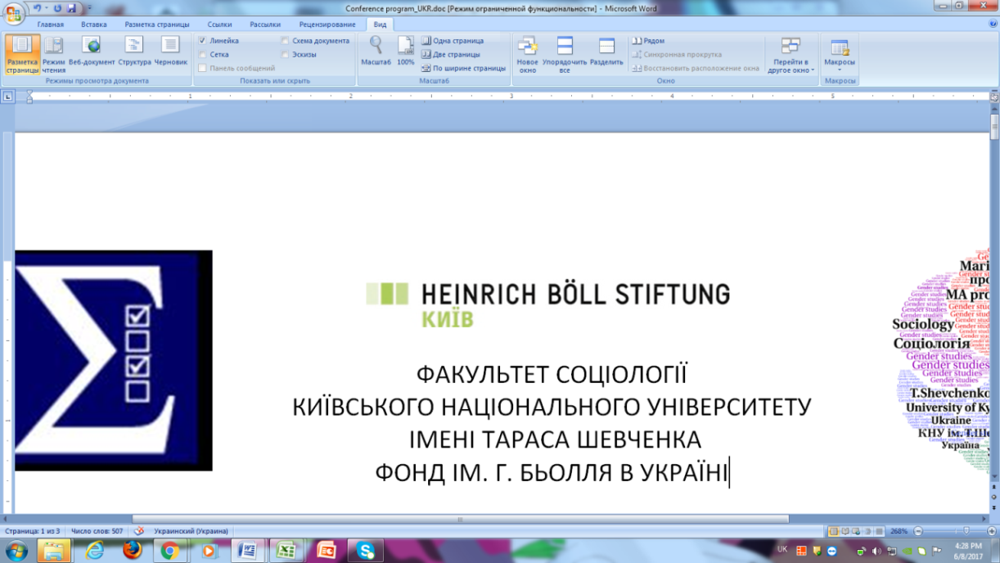 Conference program_UKR.doc [Режим ограниченной функциональности] - Microsoft Word
Главная Вставка Разметка страницы Ссылки Рассылки Рецензирование Вид
Разметка страницы
Режим чтения
Веб-документ
Структура
Черновик
Режимы просмотра документа
Линейка
Сетка
Панель сообщений
Схема документа
Эскизы
Показать или скрыть
Масштаб
100%
Одна страница
Две страницы
По ширине страницы
Масштаб
Новое окно
Упорядочить все
Разделить
Рядом
Синхронная прокрутка
Восстановить расположение окна
Перейти в другое окно
Окно
Макросы
Макросы
1 2 3 4 5
HEINRICH BÖLL STIFTUNG
КИЇВ
ФАКУЛЬТЕТ СОЦІОЛОГІЇ
КИЇВСЬКОГО НАЦІОНАЛЬНОГО УНІВЕРСИТЕТУ
ІМЕНІ ТАРАСА ШЕВЧЕНКА
ФОНД ІМ. Г. БЬОЛЛЯ В УКРАЇНІ
Mari
про
MA pro
Gender studies
Sociology
Соціологія
Gender studies
Gender studies
Gender studies
T.Shevchenko
University of Ky
Ukraine
КНУ ім. Т.Ше
Україна
Страница: 1 из 3 Число слов: 507 Украинский (Украина) 268%
UK 4:28 PM
6/8/2017